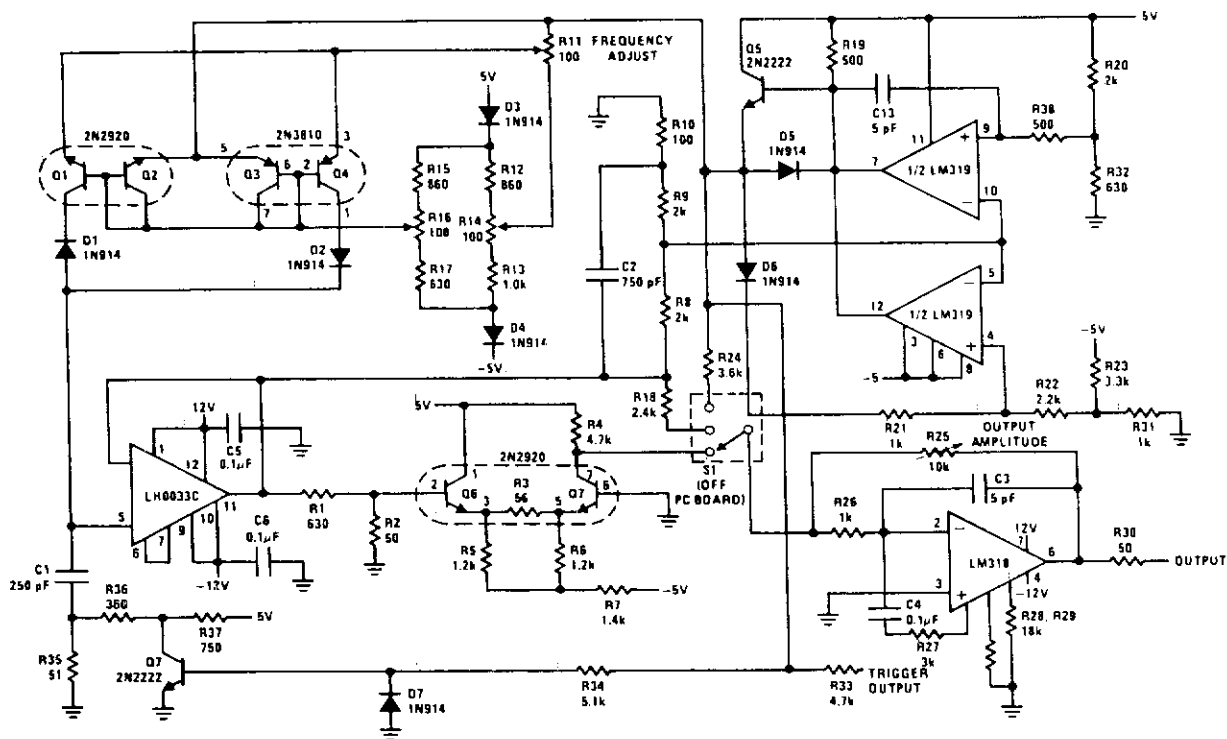 R11
100
FREQUENCY
ADJUST
5V
D3
1N914
2N2920
2N3810
5
3
Q1
Q2
Q3
6
2
Q4
7
1
D1
1N914
D2
1N914
R15
860
R12
860
R16
100
R14
100
R17
630
R13
1.0k
D4
1N914
-5V
R10
100
R9
2k
C2
750 pF
R8
2k
R18
2.4k
R24
3.6k
Q5
2N2222
R19
500
5V
R20
2k
C13
5 pF
R38
500
R32
630
D5
1N914
11
9
7
1/2 LM319
10
+
−
D6
1N914
5
12
1/2 LM319
4
−
+
3
6
8
-5
-5V
R23
3.3k
R22
2.2k
R31
1k
R21
1k
OUTPUT
AMPLITUDE
R25
10k
S1
(OFF
PC BOARD)
12V
1
C5
0.1μF
12
LH0033C
11
10
9
5
6
7
C6
0.1μF
-12V
R1
630
R2
50
5V
R4
4.7k
2N2920
1
7
2
Q6
R3
56
3
5
Q7
6
R5
1.2k
R6
1.2k
R7
1.4k
-5V
R26
1k
C3
5 pF
2
−
12V
7
LM318
6
3
+
4
-12V
R30
50
OUTPUT
C4
0.1μF
R27
3k
R28, R29
18k
C1
250 pF
R36
360
R37
750
5V
R35
51
Q7
2N2222
D7
1N914
R34
5.1k
R33
4.7k
TRIGGER
OUTPUT